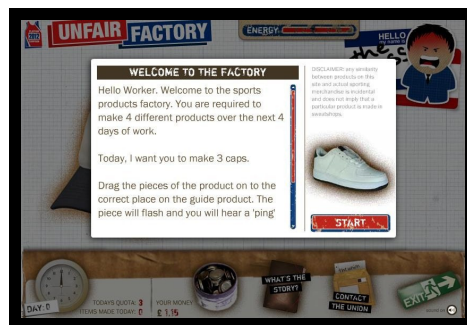 2012
UNFAIR FACTORY
ENERGY
HELLO
my name is
WELCOME TO THE FACTORY
Hello Worker. Welcome to the sports
products factory. You are required to
make 4 different products over the next 4
days of work.
Today, I want you to make 3 caps.
Drag the pieces of the product on to the
correct place on the guide product. The
piece will flash and you will hear a 'ping'
DISCLAIMER: any similarity
between products on this
site and actual sporting
merchandise is incidental
and does not imply that a
particular product is made in
sweatshops.
START
DAY: 0
TODAYS QUOTA: 3
ITEMS MADE TODAY: 0
YOUR MONEY
£ 1.15
WHAT'S THE
STORY?
CONTACT
THE UNION
EXIT